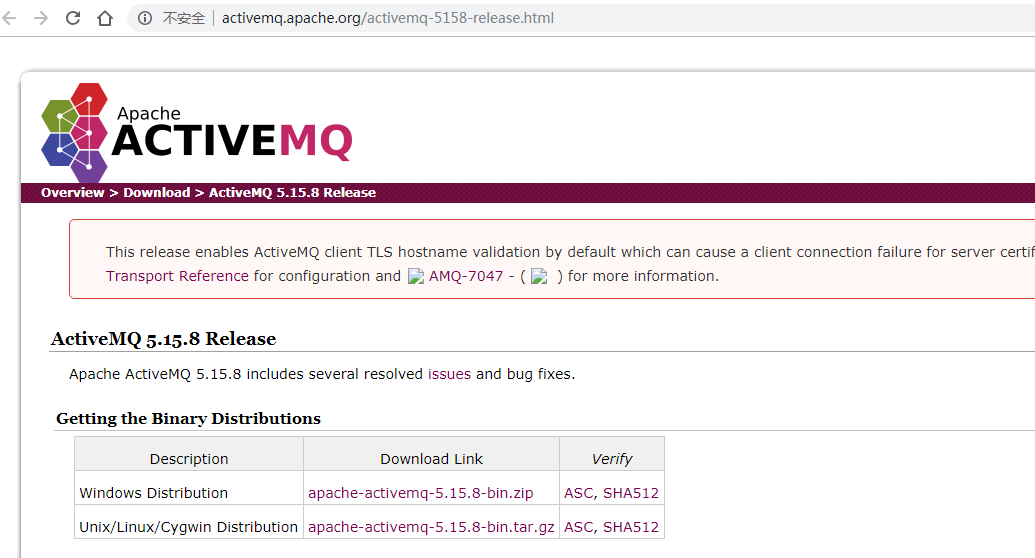 不安全 | activemq.apache.org/activemq-5158-release.html
Apache
ACTIVEMQ
Overview > Download > ActiveMQ 5.15.8 Release
This release enables ActiveMQ client TLS hostname validation by default which can cause a client connection failure for server certif
Transport Reference for configuration and AMQ-7047 - ( ) for more information.
ActiveMQ 5.15.8 Release
Apache ActiveMQ 5.15.8 includes several resolved issues and bug fixes.
Getting the Binary Distributions
Description Download Link Verify
Windows Distribution apache-activemq-5.15.8-bin.zip ASC, SHA512
Unix/Linux/Cygwin Distribution apache-activemq-5.15.8-bin.tar.gz ASC, SHA512